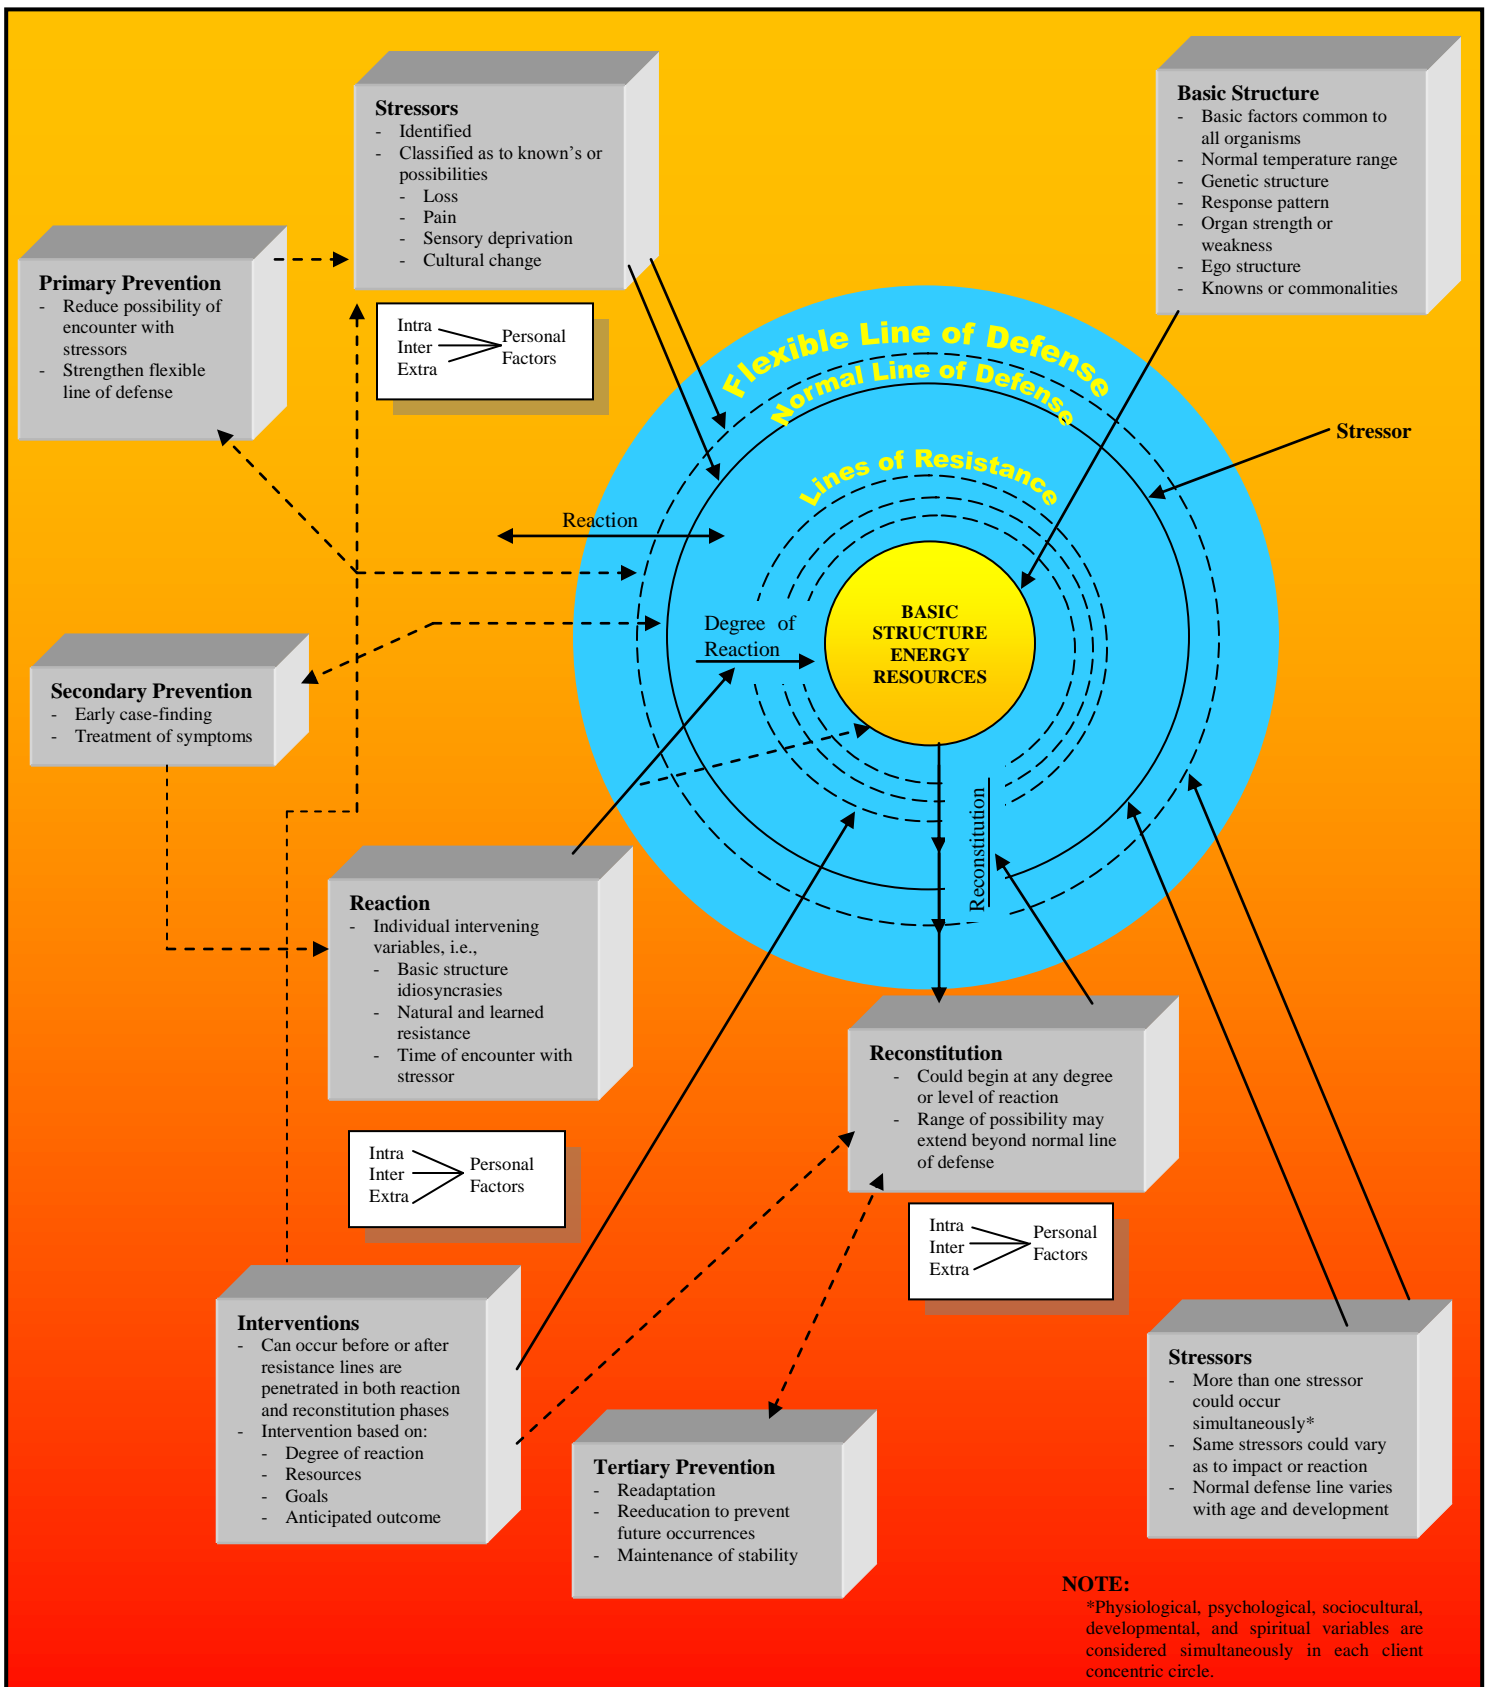 Stressors
- Identified
- Classified as to known's or
possibilities
- Loss
- Pain
- Sensory deprivation
- Cultural change
Basic Structure
- Basic factors common to
all organisms
- Normal temperature range
- Genetic structure
- Response pattern
- Organ strength or
weakness
- Ego structure
- Knowns or commonalities
Primary Prevention
- Reduce possibility of
encounter with
stressors
- Strengthen flexible
line of defense
Intra
Inter
Extra
Personal
Factors
Flexible Line of Defense
Normal Line of Defense
Lines of Resistance
Stressor
Reaction
Degree of
Reaction
BASIC
STRUCTURE
ENERGY
RESOURCES
Secondary Prevention
- Early case-finding
- Treatment of symptoms
Reconstitution
Reaction
- Individual intervening
variables, i.e.,
- Basic structure
idiosyncrasies
- Natural and learned
resistance
- Time of encounter with
stressor
Reconstitution
- Could begin at any degree
or level of reaction
- Range of possibility may
extend beyond normal line
of defense
Intra
Inter
Extra
Personal
Factors
Intra
Inter
Extra
Personal
Factors
Interventions
- Can occur before or after
resistance lines are
penetrated in both reaction
and reconstitution phases
- Intervention based on:
- Degree of reaction
- Resources
- Goals
- Anticipated outcome
Tertiary Prevention
- Readaptation
- Reeducation to prevent
future occurrences
- Maintenance of stability
Stressors
- More than one stressor
could occur
simultaneously*
- Same stressors could vary
as to impact or reaction
- Normal defense line varies
with age and development
NOTE:
*Physiological, psychological, sociocultural,
developmental, and spiritual variables are
considered simultaneously in each client
concentric circle.